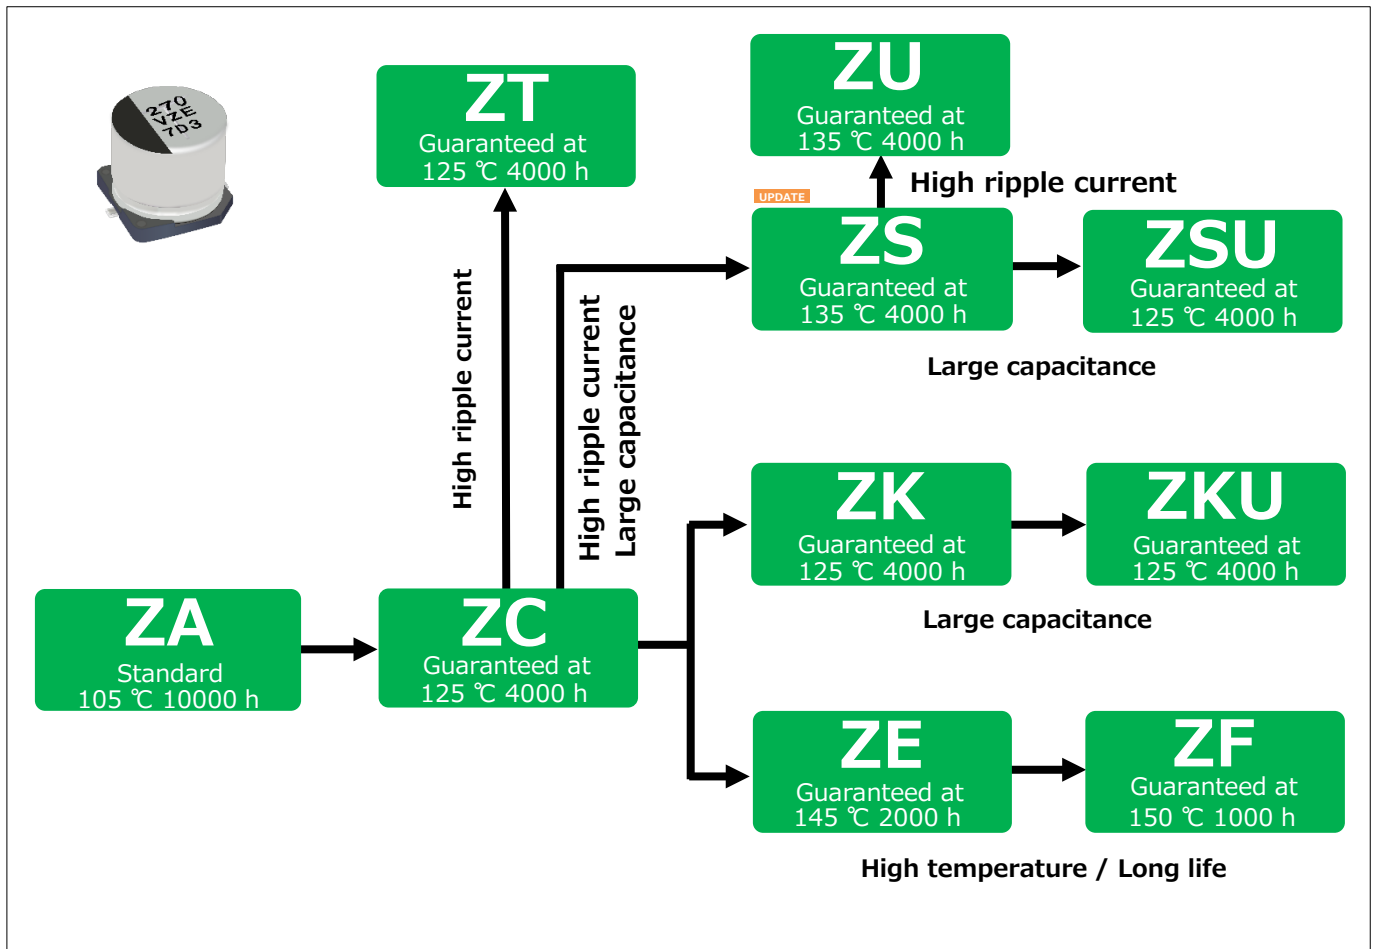 270
VZE
7D3
ZT
Guaranteed at
125 ℃ 4000 h
ZU
Guaranteed at
135 ℃ 4000 h
High ripple current
UPDATE
ZS
Guaranteed at
135 ℃ 4000 h
ZSU
Guaranteed at
125 ℃ 4000 h
Large capacitance
High ripple current
High ripple current
Large capacitance
ZK
Guaranteed at
125 ℃ 4000 h
ZKU
Guaranteed at
125 ℃ 4000 h
Large capacitance
ZA
Standard
105 ℃ 10000 h
ZC
Guaranteed at
125 ℃ 4000 h
ZE
Guaranteed at
145 ℃ 2000 h
ZF
Guaranteed at
150 ℃ 1000 h
High temperature / Long life